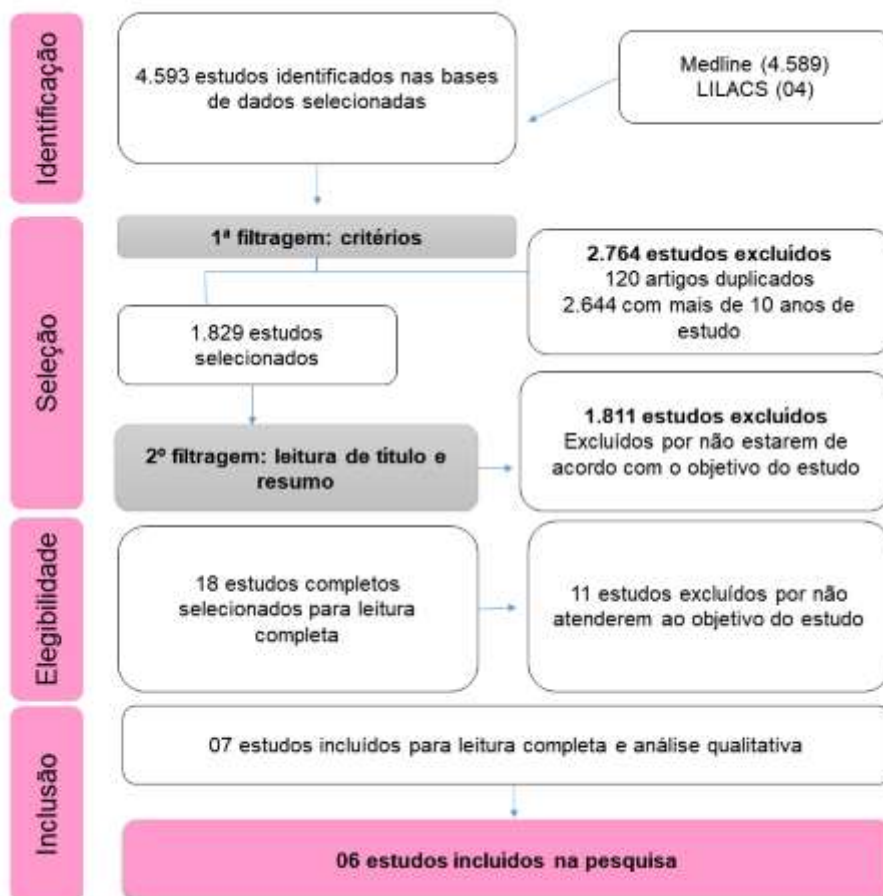 Identificação
4.593 estudos identificados nas bases
de dados selecionadas
Medline (4.589)
LILACS (04)
Seleção
1ª filtragem: critérios
2.764 estudos excluídos
120 artigos duplicados
2.644 com mais de 10 anos de
estudo
1.829 estudos
selecionados
2º filtragem: leitura de título e
resumo
1.811 estudos excluídos
Excluídos por não estarem de
acordo com o objetivo do estudo
Elegibilidade
18 estudos completos
selecionados para leitura
completa
11 estudos excluídos por não
atenderem ao objetivo do estudo
Inclusão
07 estudos incluídos para leitura completa e análise qualitativa
06 estudos incluidos na pesquisa